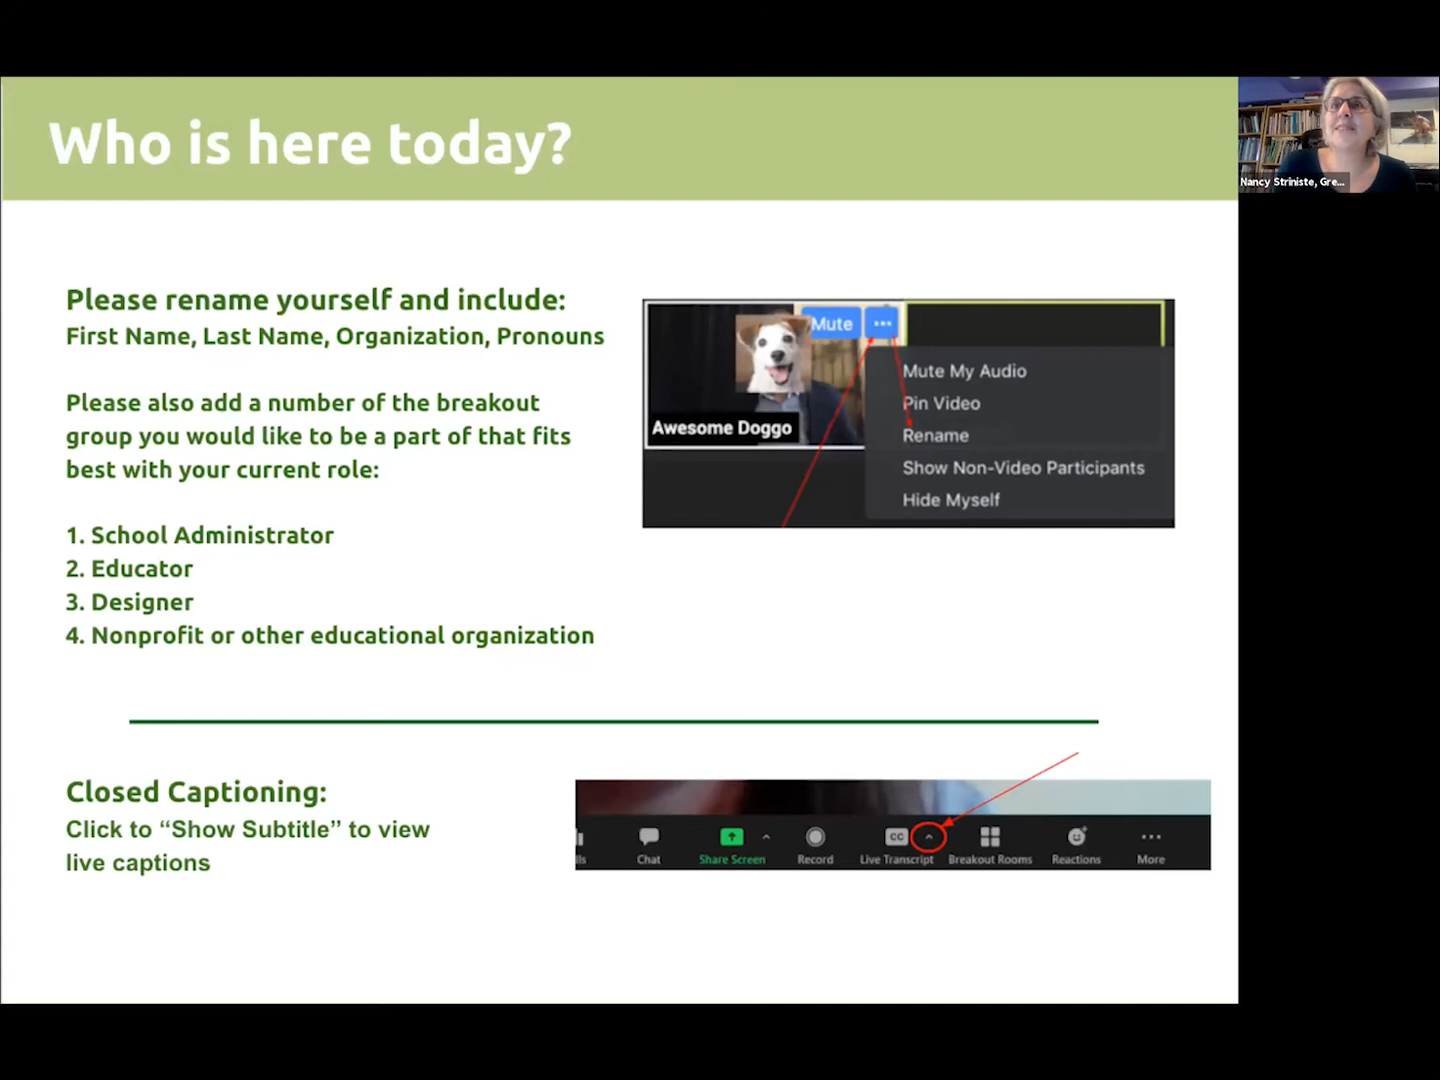 Who is here today?
Nancy Striniste, Gre...
Please rename yourself and include:
First Name, Last Name, Organization, Pronouns
Please also add a number of the breakout
group you would like to be a part of that fits
best with your current role:
1. School Administrator
2. Educator
3. Designer
4. Nonprofit or other educational organization
Mute
Awesome Doggo
Mute My Audio
Pin Video
Rename
Show Non-Video Participants
Hide Myself
Closed Captioning:
Click to “Show Subtitle” to view
live captions
Chat
Share Screen
Record
CC
Live Transcript
Breakout Rooms
Reactions
More